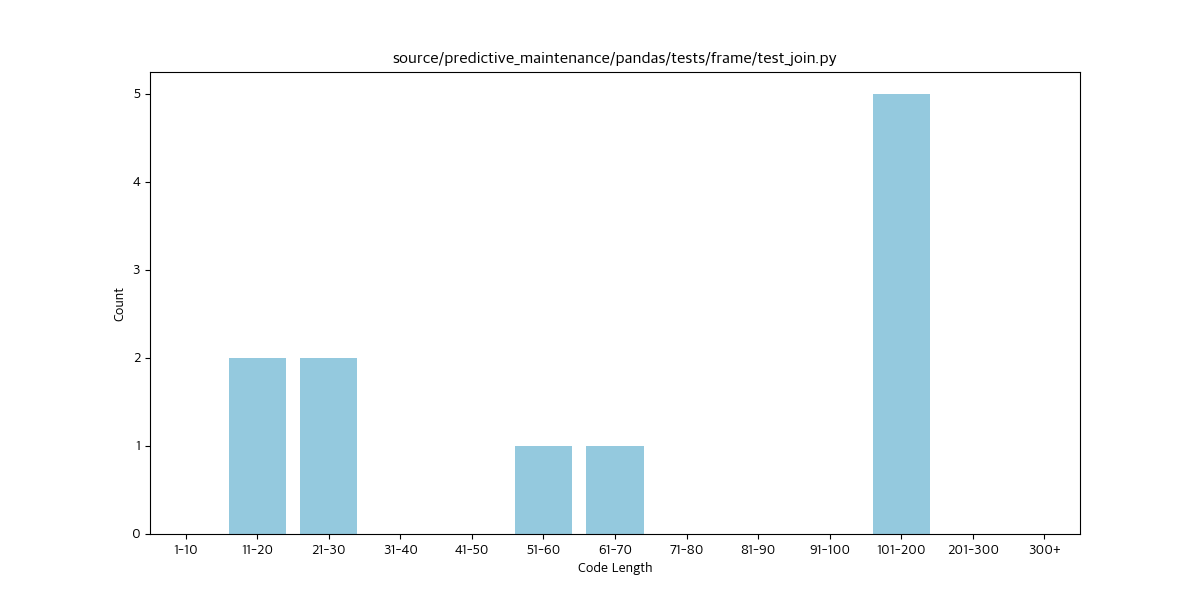 source/predictive_maintenance/pandas/tests/frame/test_join.py
5
4
3
2
1
0
Count
1-10 11-20 21-30 31-40 41-50 51-60 61-70 71-80 81-90 91-100 101-200 201-300 300+
Code Length